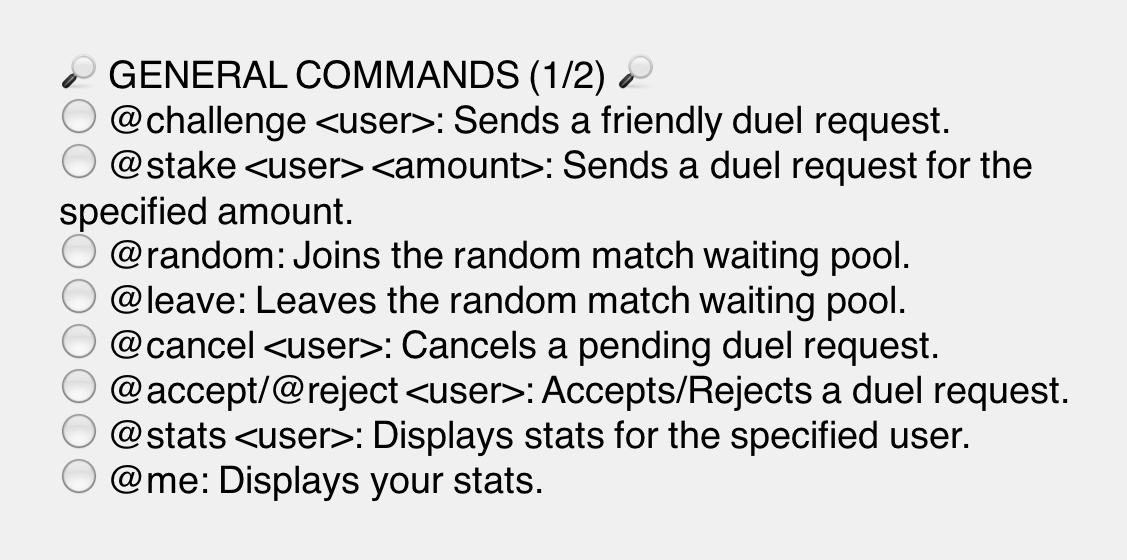 🔎 GENERAL COMMANDS (1/2) 🔎
⚪ @challenge <user>: Sends a friendly duel request.
⚪ @stake <user> <amount>: Sends a duel request for the
specified amount.
⚪ @random: Joins the random match waiting pool.
⚪ @leave: Leaves the random match waiting pool.
⚪ @cancel <user>: Cancels a pending duel request.
⚪ @accept/@reject <user>: Accepts/Rejects a duel request.
⚪ @stats <user>: Displays stats for the specified user.
⚪ @me: Displays your stats.